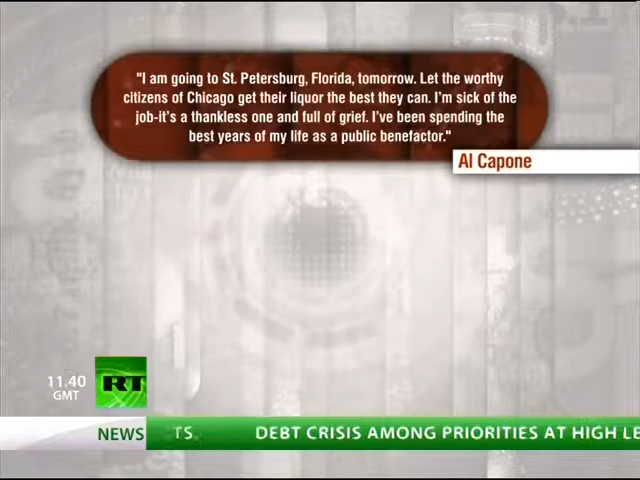 "I am going to St. Petersburg, Florida, tomorrow. Let the worthy
citizens of Chicago get their liquor the best they can. I'm sick of the
job-it's a thankless one and full of grief. I've been spending the
best years of my life as a public benefactor."
Al Capone
11.40
GMT
RT
NEWS TS. DEBT CRISIS AMONG PRIORITIES AT HIGH LE